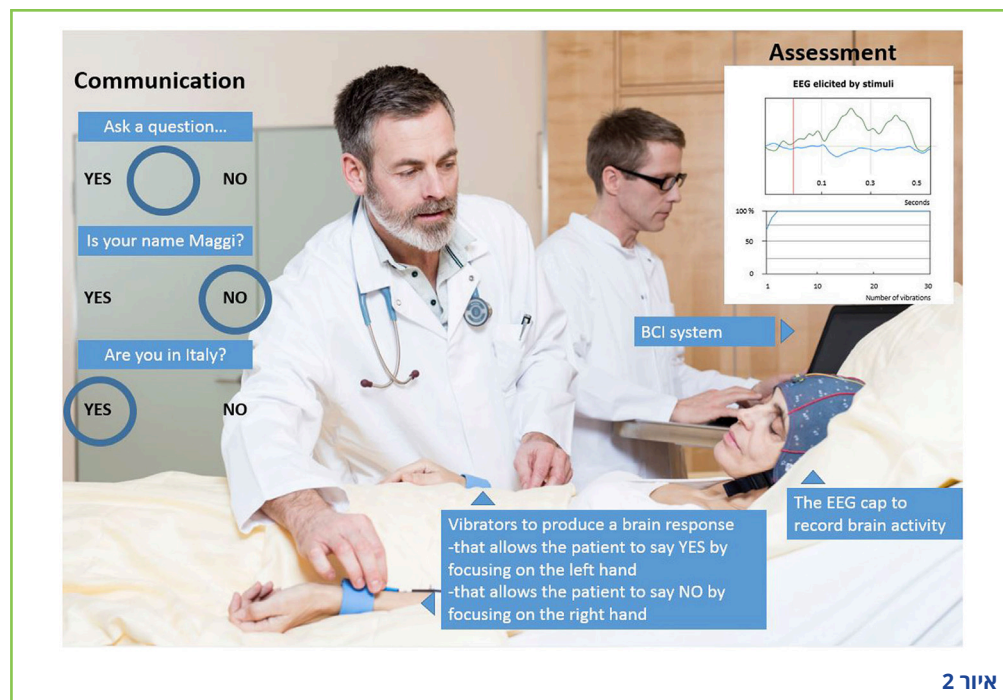 Communication
Ask a question...
YES
NO
Is your name Maggi?
YES
NO
Are you in Italy?
YES
NO
Assessment
EEG elicited by stimuli
0.1
0.3
0.5
Seconds
100 %
50
0
1
10
20
30
Number of vibrations
BCI system
The EEG cap to
record brain activity
Vibrators to produce a brain response
-that allows the patient to say YES by
focusing on the left hand
-that allows the patient to say NO by
focusing on the right hand
איור 2